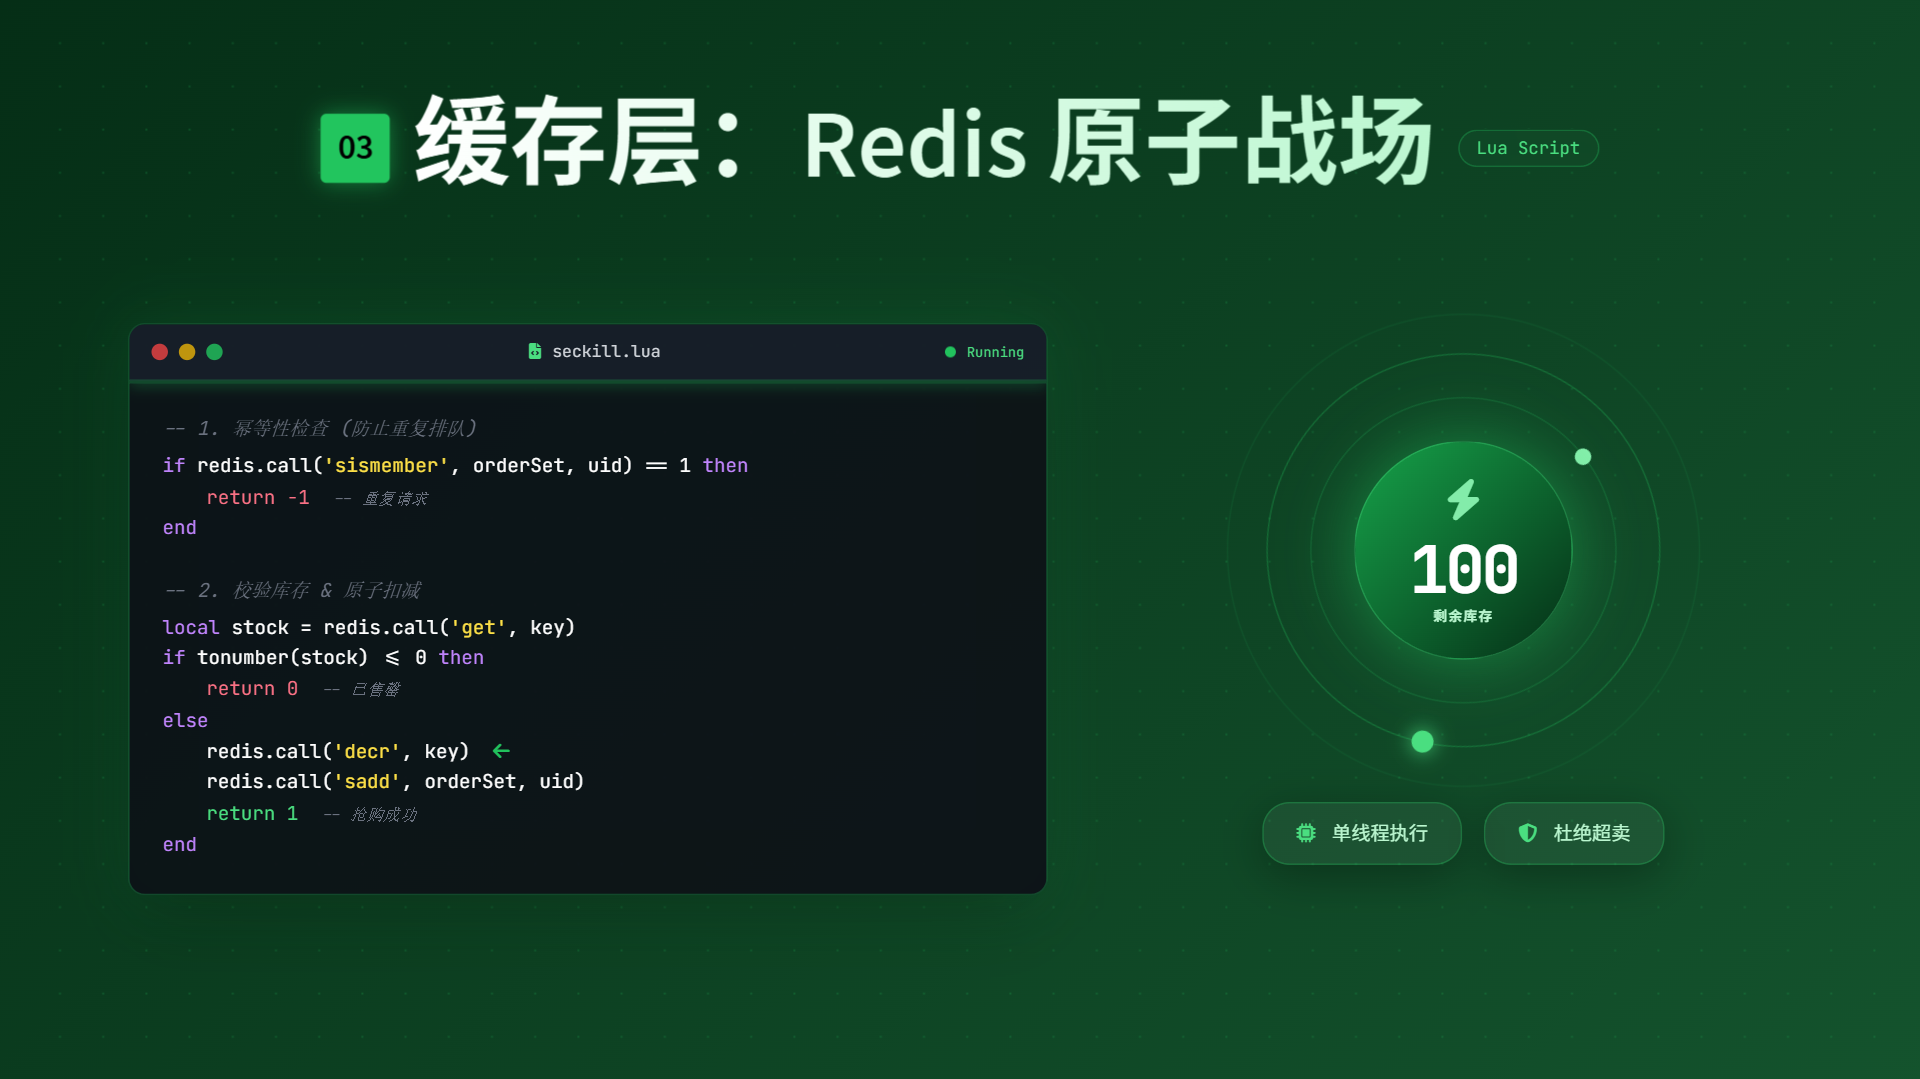 03
缓存层：Redis 原子战场
Lua Script
seckill.lua
Running
-- 1. 幂等性检查 (防止重复排队)
if redis.call('sismember', orderSet, uid) == 1 then
    return -1  -- 重复请求
end
-- 2. 校验库存 & 原子扣减
local stock = redis.call('get', key)
if tonumber(stock) <= 0 then
    return 0  -- 已售罄
else
    redis.call('decr', key) ←
    redis.call('sadd', orderSet, uid)
    return 1  -- 抢购成功
end
100
剩余库存
单线程执行
杜绝超卖